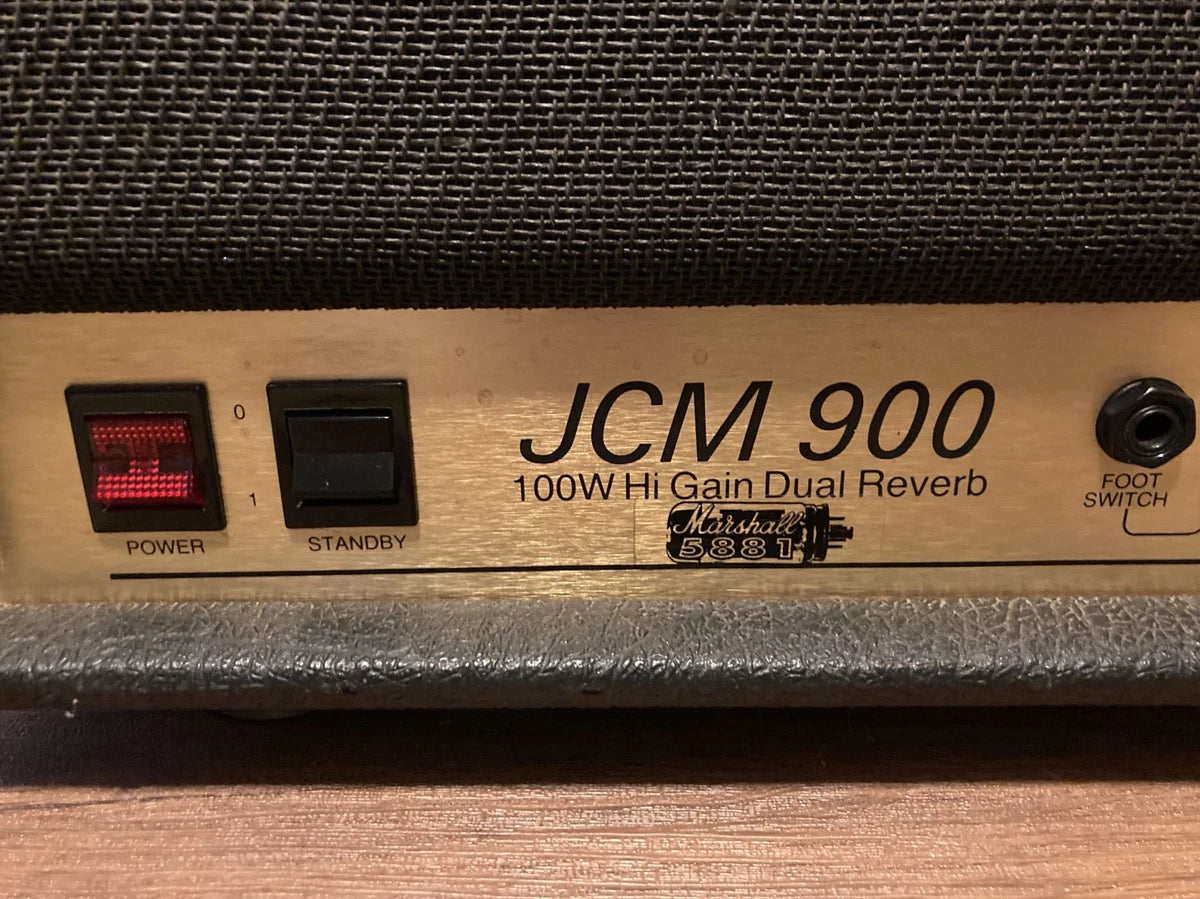 JCM 900
100W Hi Gain Dual Reverb
Marshall
5881
0
1
POWER
STANDBY
FOOT
SWITCH